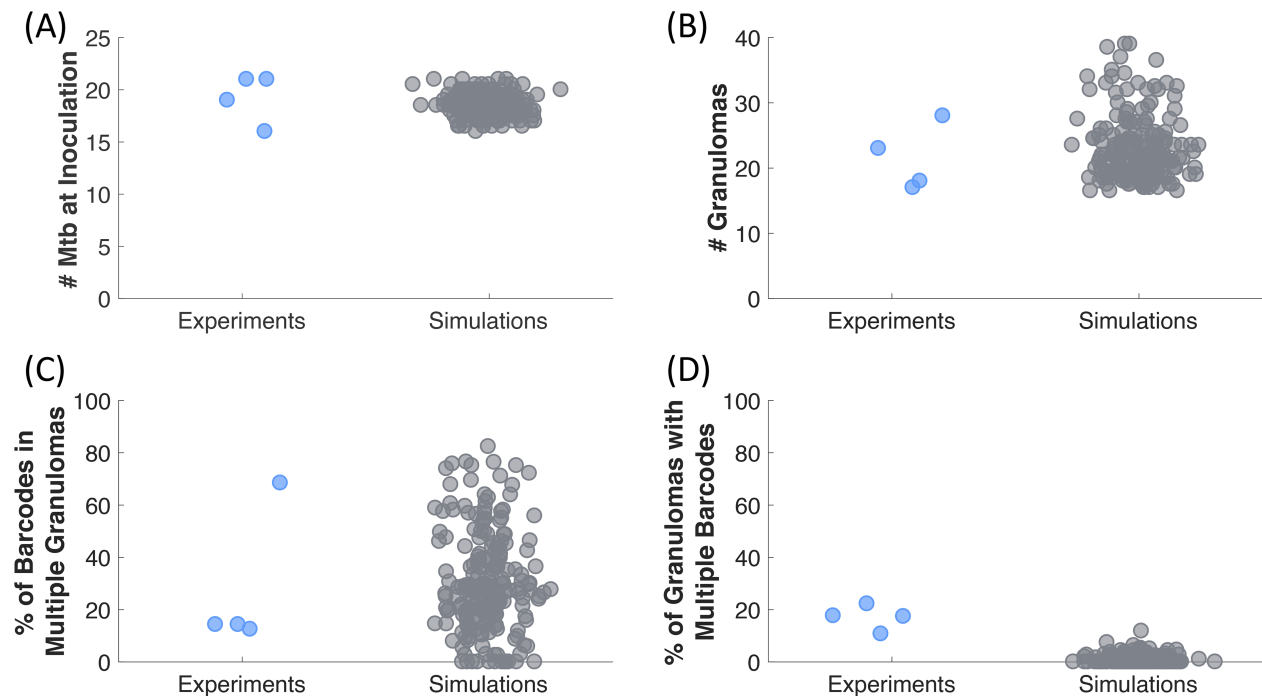 (A)
# Mtb at Inoculation
25
20
15
10
5
0
Experiments
Simulations
(B)
# Granulomas
40
30
20
10
0
Experiments
Simulations
(C)
% of Barcodes in
Multiple Granulomas
100
80
60
40
20
0
Experiments
Simulations
(D)
% of Granulomas with
Multiple Barcodes
100
80
60
40
20
0
Experiments
Simulations